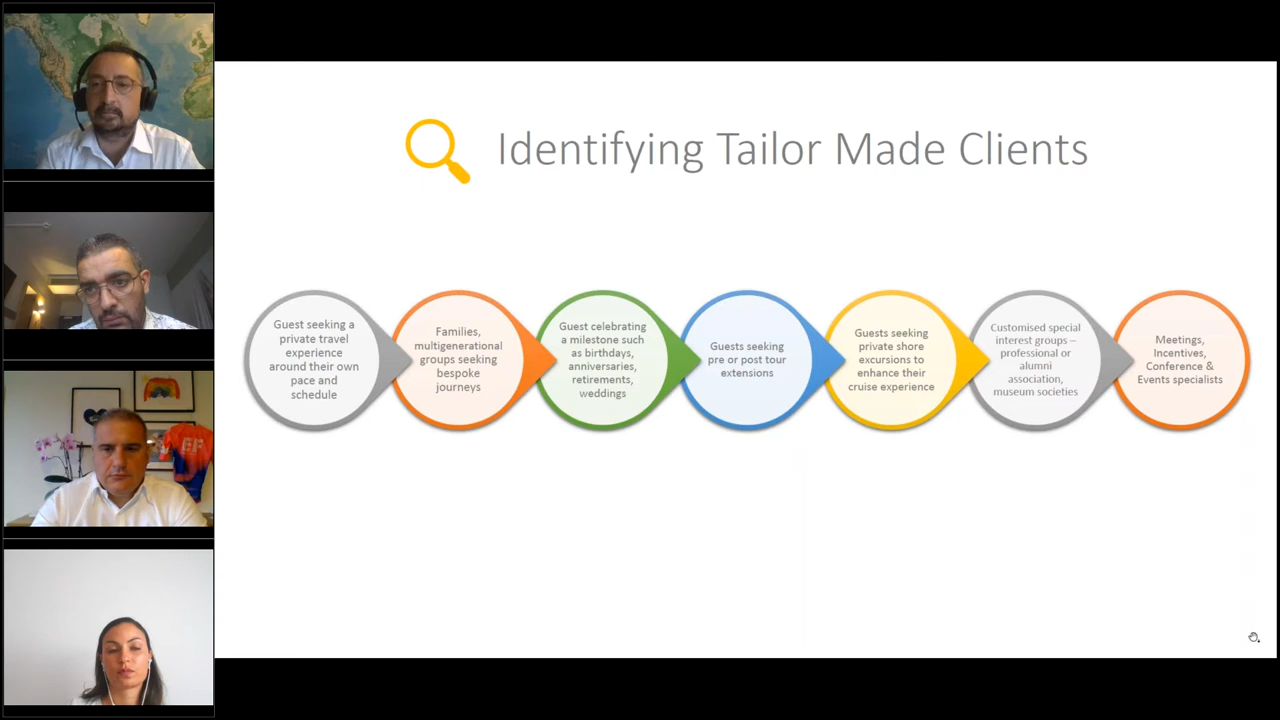 Identifying Tailor Made Clients
Guest seeking a
private travel
experience
around their own
pace and
schedule
Families,
multigenerational
groups seeking
bespoke
journeys
Guest celebrating
a milestone such
as birthdays,
anniversaries,
retirements,
weddings
Guests seeking
pre or post tour
extensions
Guests seeking
private shore
excursions to
enhance their
cruise experience
Customised special
interest groups –
professional or
alumni
association,
museum societies
Meetings,
Incentives,
Conference &
Events specialists
EF